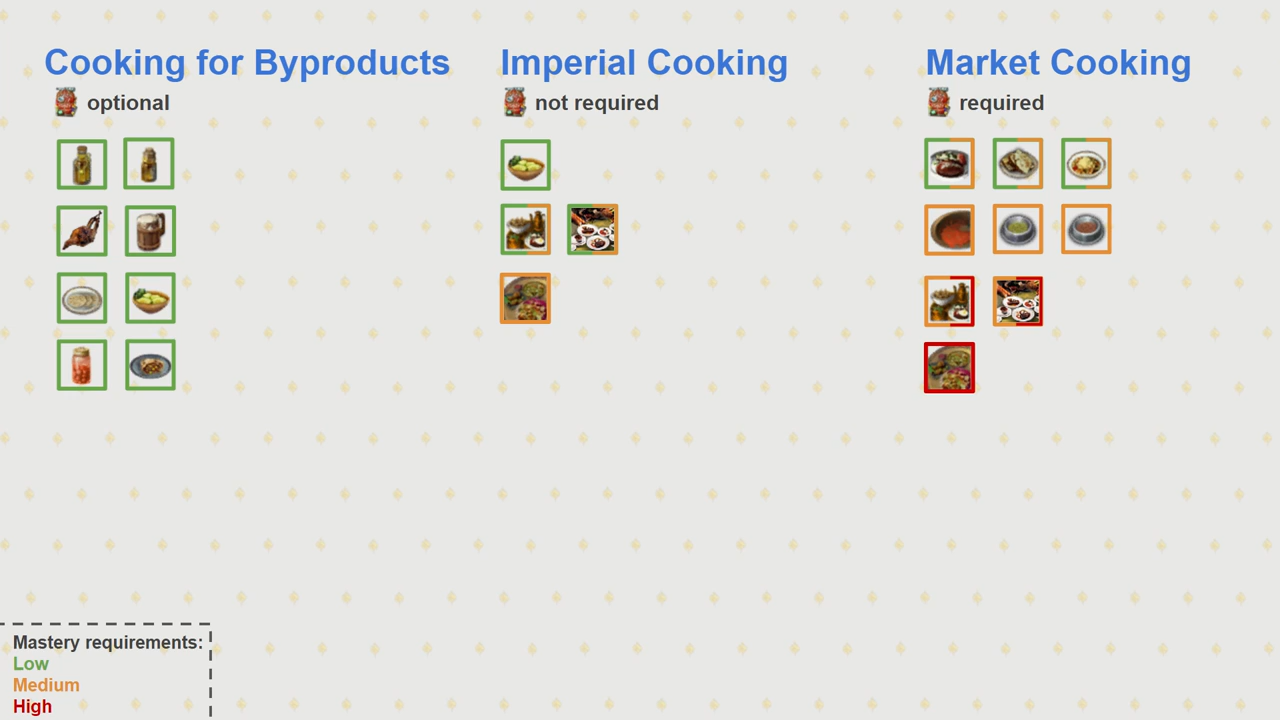 Cooking for Byproducts
optional
Imperial Cooking
not required
Market Cooking
required
Mastery requirements:
Low
Medium
High